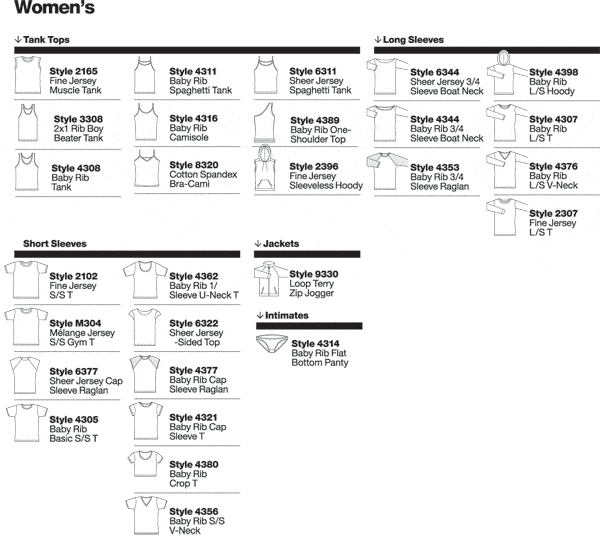 Women's
↓ Tank Tops
Style 2165
Fine Jersey
Muscle Tank
Style 3308
2x1 Rib Boy
Beater Tank
Style 4308
Baby Rib
Tank
Style 4311
Baby Rib
Spaghetti Tank
Style 4316
Baby Rib
Camisole
Style 8320
Cotton Spandex
Bra-Cami
Style 6311
Sheer Jersey
Spaghetti Tank
Style 4389
Baby Rib One-
Shoulder Top
Style 2396
Fine Jersey
Sleeveless Hoody
↓ Long Sleeves
Style 6344
Sheer Jersey 3/4
Sleeve Boat Neck
Style 4344
Baby Rib 3/4
Sleeve Boat Neck
Style 4353
Baby Rib 3/4
Sleeve Raglan
Style 4398
Baby Rib
L/S Hoody
Style 4307
Baby Rib
L/S T
Style 4376
Baby Rib
L/S V-Neck
Style 2307
Fine Jersey
L/S T
Short Sleeves
Style 2102
Fine Jersey
S/S T
Style M304
Mélange Jersey
S/S Gym T
Style 6377
Sheer Jersey Cap
Sleeve Raglan
Style 4305
Baby Rib
Basic S/S T
Style 4362
Baby Rib 1/
Sleeve U-Neck T
Style 6322
Sheer Jersey
-Sided Top
Style 4377
Baby Rib Cap
Sleeve Raglan
Style 4321
Baby Rib Cap
Sleeve T
Style 4380
Baby Rib
Crop T
Style 4356
Baby Rib S/S
V-Neck
↓ Jackets
Style 9330
Loop Terry
Zip Jogger
↓ Intimates
Style 4314
Baby Rib Flat
Bottom Panty